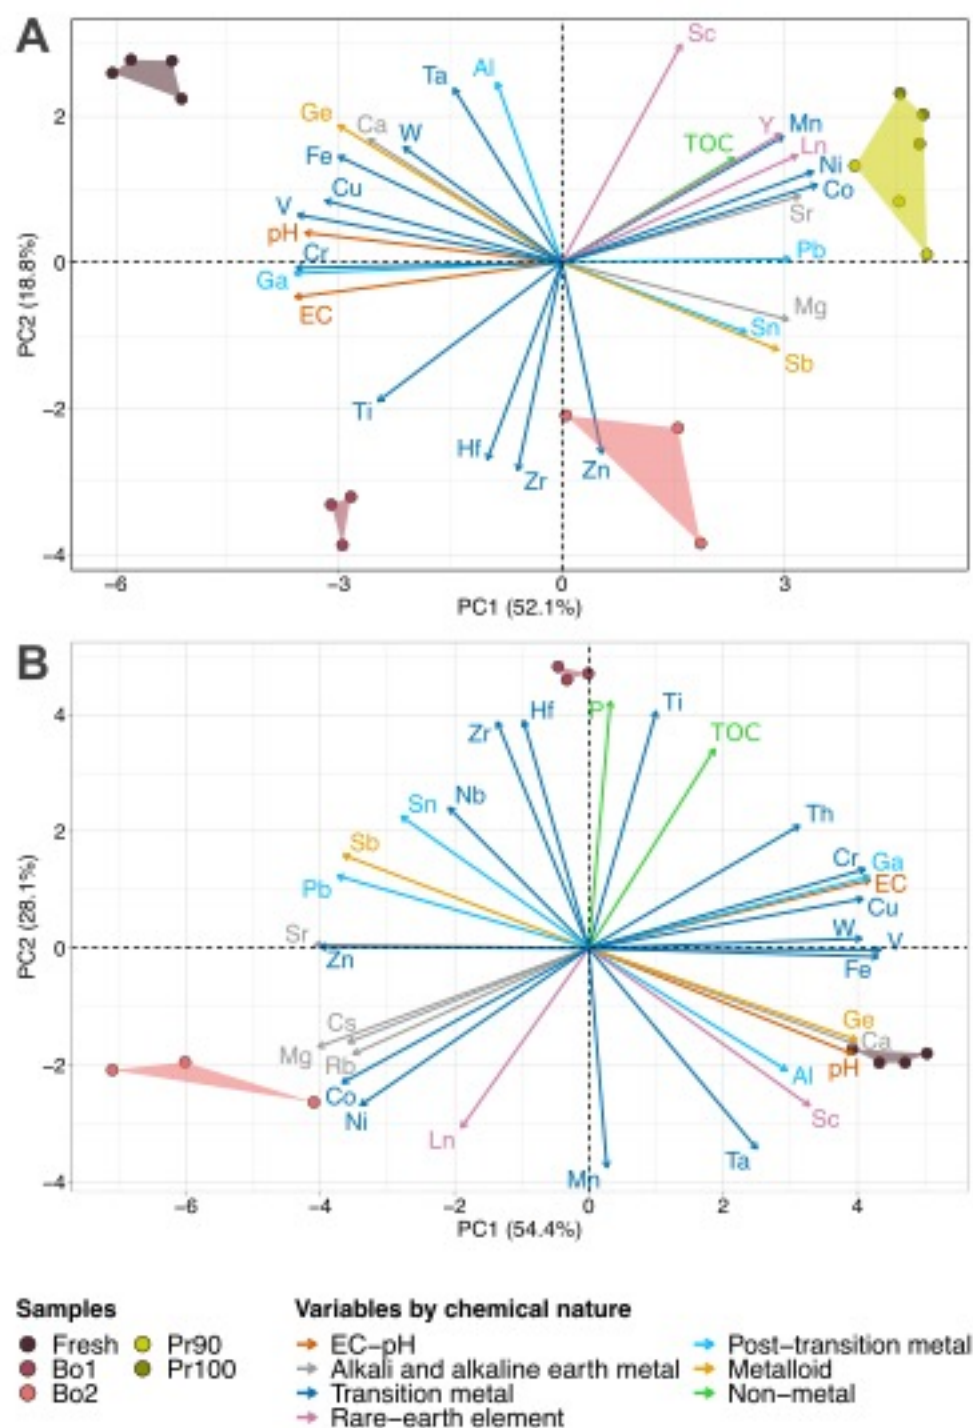 A
Sc
Ta
Al
Ge
Ca
W
Fe
Cu
V
pH
Cr
Ga
EC
Ti
Hf
Zr
Zn
TOC
Y
Mn
Ln
Ni
Co
Sr
Pb
Mg
Sn
Sb
2
0
−2
−4
PC2 (18.8%)
−6
−3
0
3
PC1 (52.1%)
B
Hf
Zr
P
Ti
TOC
Nb
Sn
Sb
Pb
Sr
Zn
Th
Cr
Ga
EC
Cu
W
V
Fe
Cs
Mg
Rb
Co
Ni
Ln
Mn
Ta
Sc
Al
Ge
Ca
pH
4
2
0
−2
−4
PC2 (28.1%)
−6
−4
−2
0
2
4
PC1 (54.4%)
Samples
Fresh
Bo1
Bo2
Pr90
Pr100
Variables by chemical nature
EC−pH
Alkali and alkaline earth metal
Transition metal
Rare−earth element
Post−transition metal
Metalloid
Non−metal